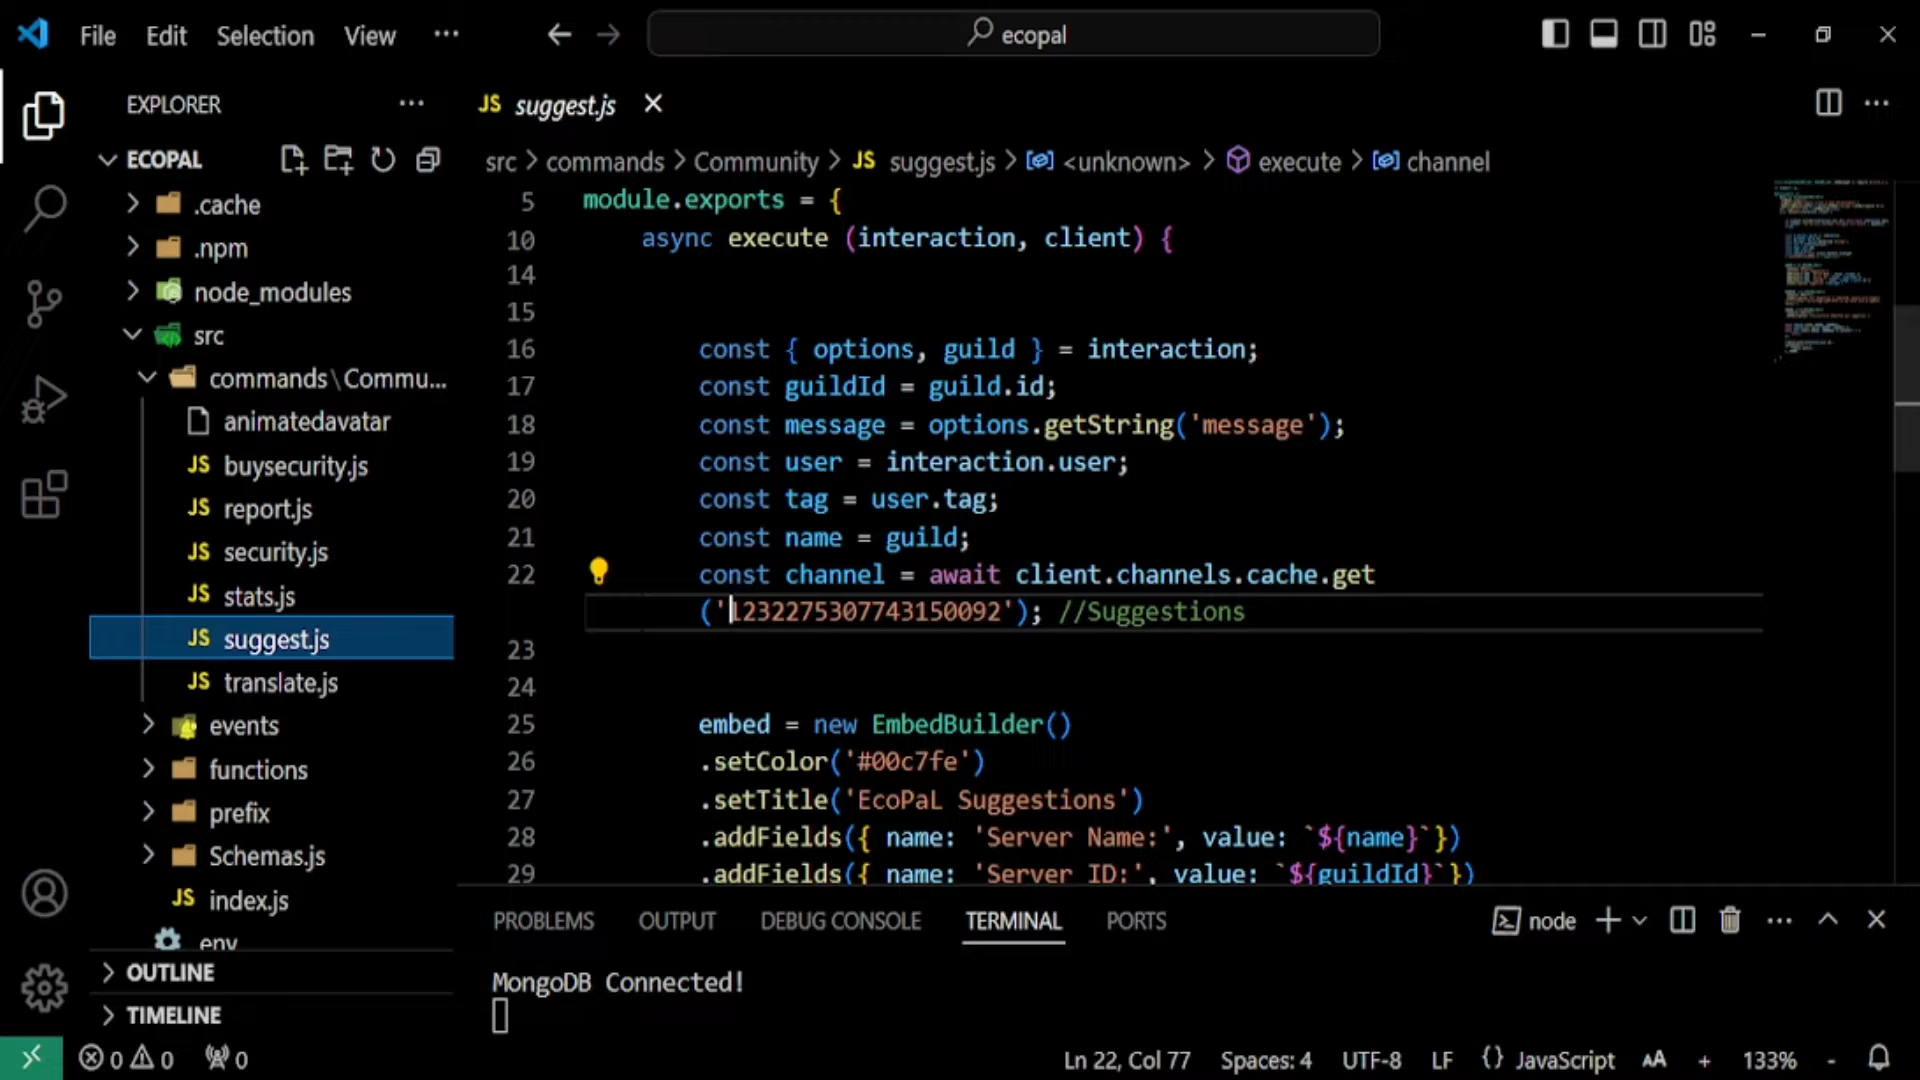 File Edit Selection View ···
ecopal
EXPLORER ···
ECOPAL
.cache
.npm
node_modules
src
commands\Commu...
animatedavatar
JS buysecurity.js
JS report.js
JS security.js
JS stats.js
JS suggest.js
JS translate.js
events
functions
prefix
Schemas.js
JS index.js
env
OUTLINE
TIMELINE
JS suggest.js
src > commands > Community > JS suggest.js > <unknown> > execute > channel
5 module.exports = {
10 async execute (interaction, client) {
14
15
16 const { options, guild } = interaction;
17 const guildId = guild.id;
18 const message = options.getString('message');
19 const user = interaction.user;
20 const tag = user.tag;
21 const name = guild;
22 const channel = await client.channels.cache.get
('1232275307743150092'); //Suggestions
23
24
25 embed = new EmbedBuilder()
26 .setColor('#00c7fe')
27 .setTitle('EcoPaL Suggestions')
28 .addFields({ name: 'Server Name:', value: `${name}`})
29 .addFields({ name: 'Server ID:', value: `${guildId}`})
PROBLEMS OUTPUT DEBUG CONSOLE TERMINAL PORTS
node
MongoDB Connected!
0 0 0
Ln 22, Col 77 Spaces: 4 UTF-8 LF {} JavaScript AA + 133% -